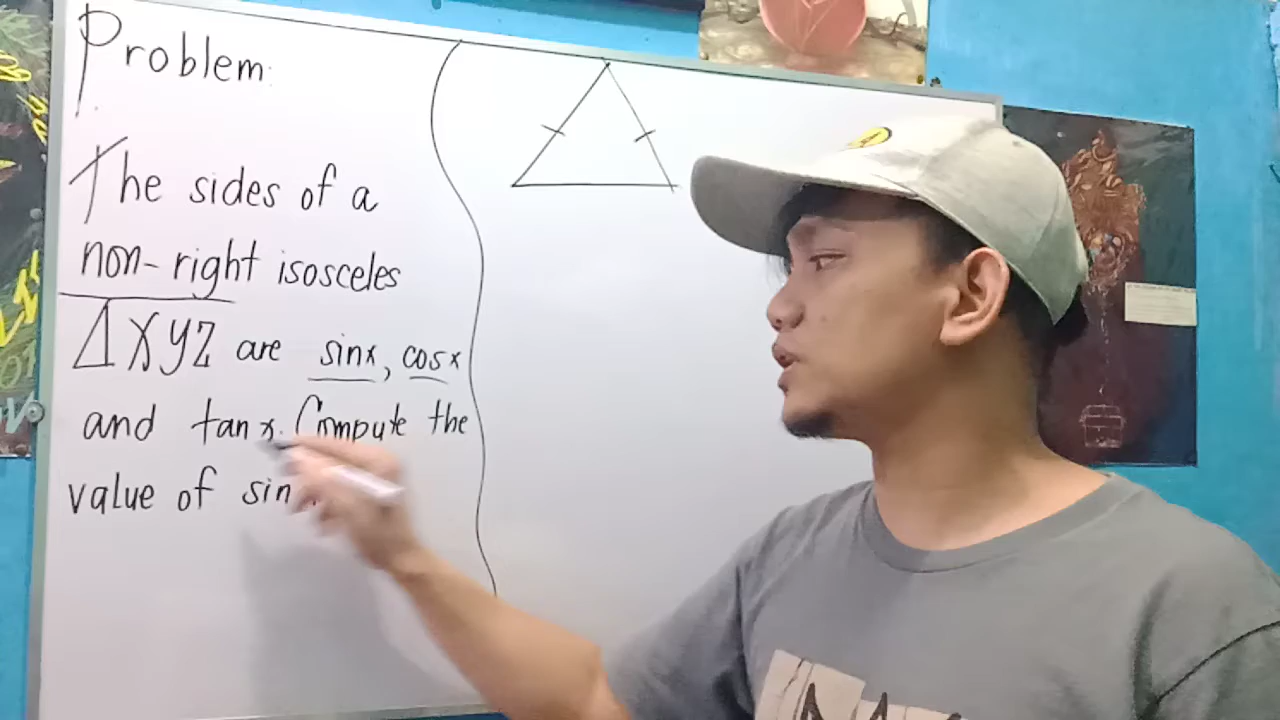 Problem:
The sides of a
non-right isosceles
ΔXYZ are sinx, cosx
and tanx. Compute the
value of sin